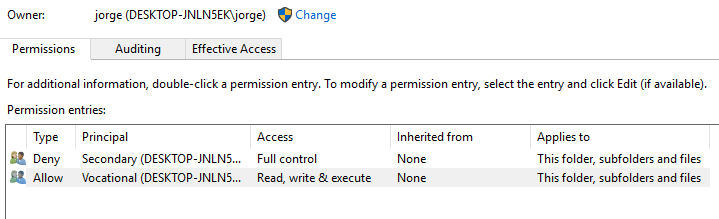 Owner: jorge (DESKTOP-JNLN5EK\jorge) Change
Permissions Auditing Effective Access
For additional information, double-click a permission entry. To modify a permission entry, select the entry and click Edit (if available).
Permission entries:
Type Principal Access Inherited from Applies to
Deny Secondary (DESKTOP-JNLN5... Full control None This folder, subfolders and files
Allow Vocational (DESKTOP-JNLN5... Read, write & execute None This folder, subfolders and files